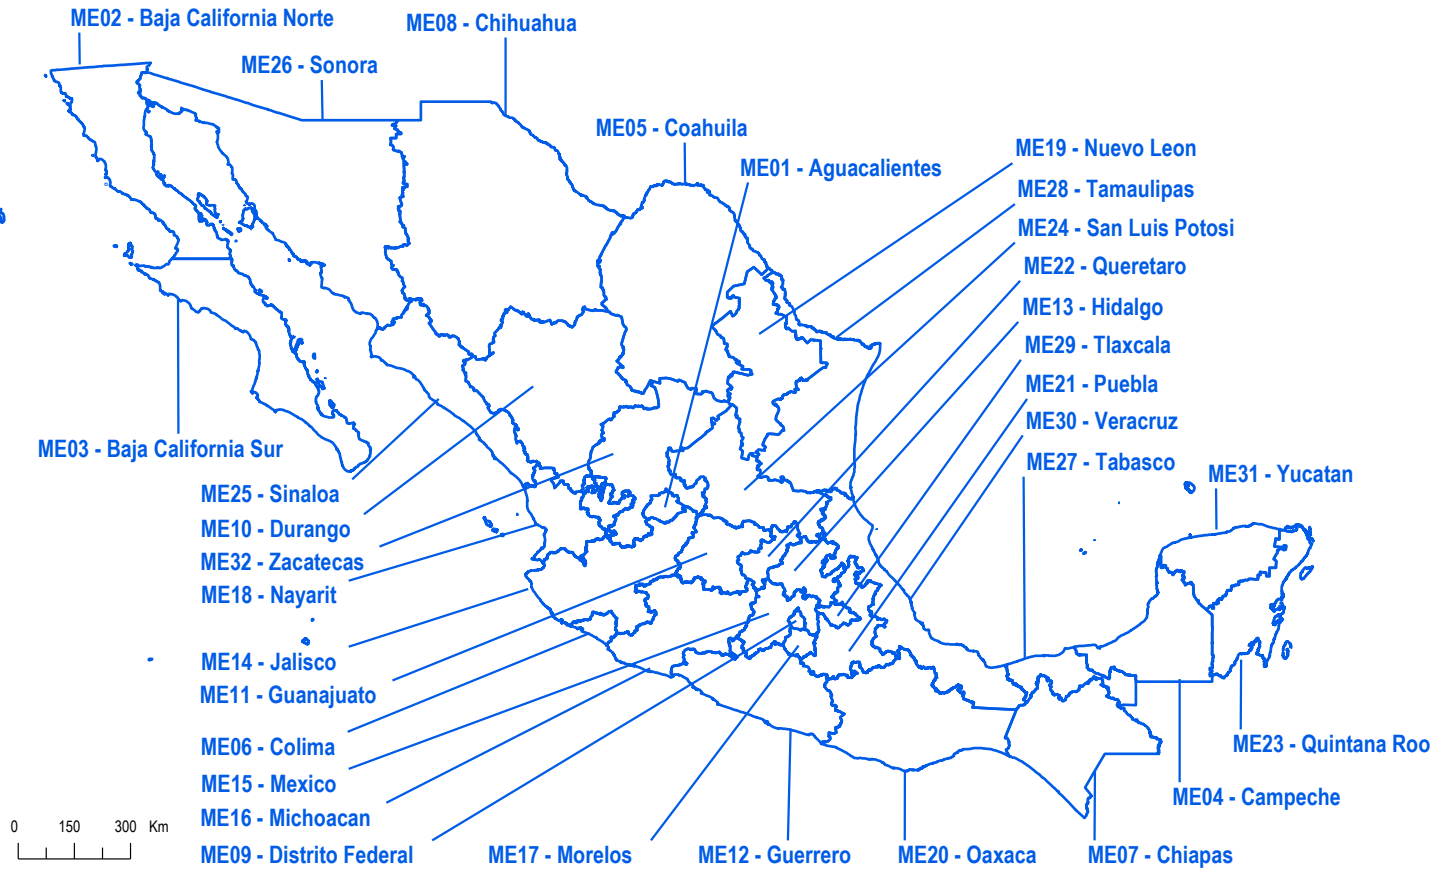 ME02 - Baja California Norte
ME08 - Chihuahua
ME26 - Sonora
ME05 - Coahuila
ME01 - Aguacalientes
ME19 - Nuevo Leon
ME28 - Tamaulipas
ME24 - San Luis Potosi
ME22 - Queretaro
ME13 - Hidalgo
ME29 - Tlaxcala
ME21 - Puebla
ME30 - Veracruz
ME27 - Tabasco
ME31 - Yucatan
ME03 - Baja California Sur
ME25 - Sinaloa
ME10 - Durango
ME32 - Zacatecas
ME18 - Nayarit
ME14 - Jalisco
ME11 - Guanajuato
ME06 - Colima
ME15 - Mexico
ME16 - Michoacan
ME09 - Distrito Federal
ME17 - Morelos
ME12 - Guerrero
ME20 - Oaxaca
ME07 - Chiapas
ME04 - Campeche
ME23 - Quintana Roo
0 150 300 Km